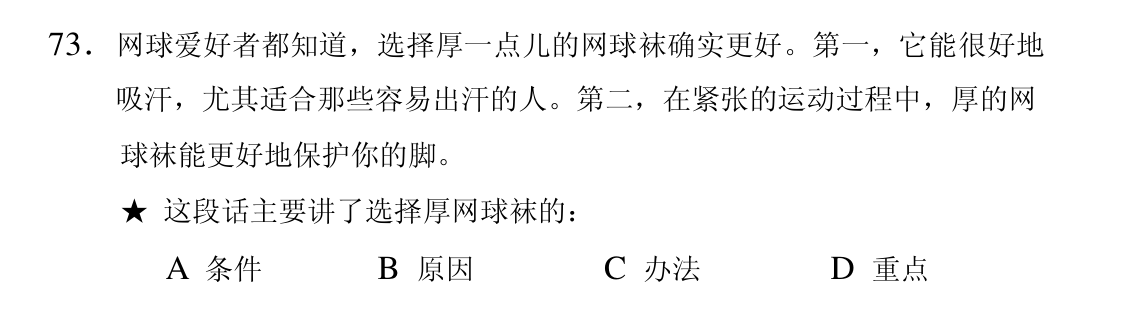 73．网球爱好者都知道，选择厚一点儿的网球袜确实更好。第一，它能很好地
吸汗，尤其适合那些容易出汗的人。第二，在紧张的运动过程中，厚的网
球袜能更好地保护你的脚。
★ 这段话主要讲了选择厚网球袜的：
A 条件 B 原因 C 办法 D 重点